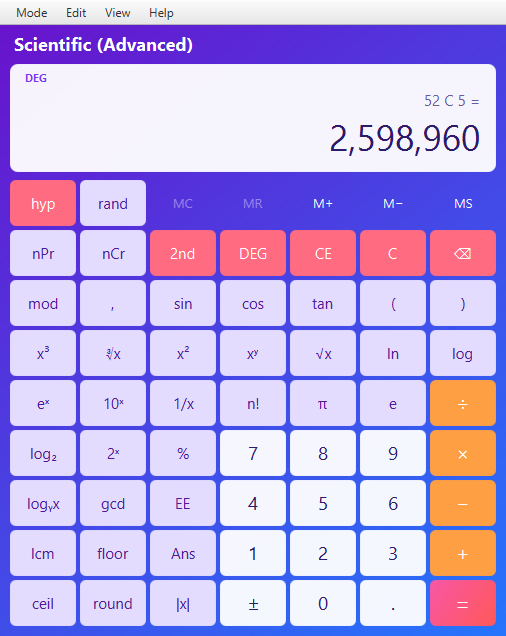 Mode Edit View Help
Scientific (Advanced)
DEG
52 C 5 =
2,598,960
hyp rand MC MR M+ M− MS
nPr nCr 2nd DEG CE C ⌫
mod , sin cos tan ( )
x³ ∛x x² xʸ √x ln log
eˣ 10ˣ 1/x n! π e ÷
log₂ 2ˣ % 7 8 9 ×
logᵧx gcd EE 4 5 6 −
lcm floor Ans 1 2 3 +
ceil round |x| ± 0 . =